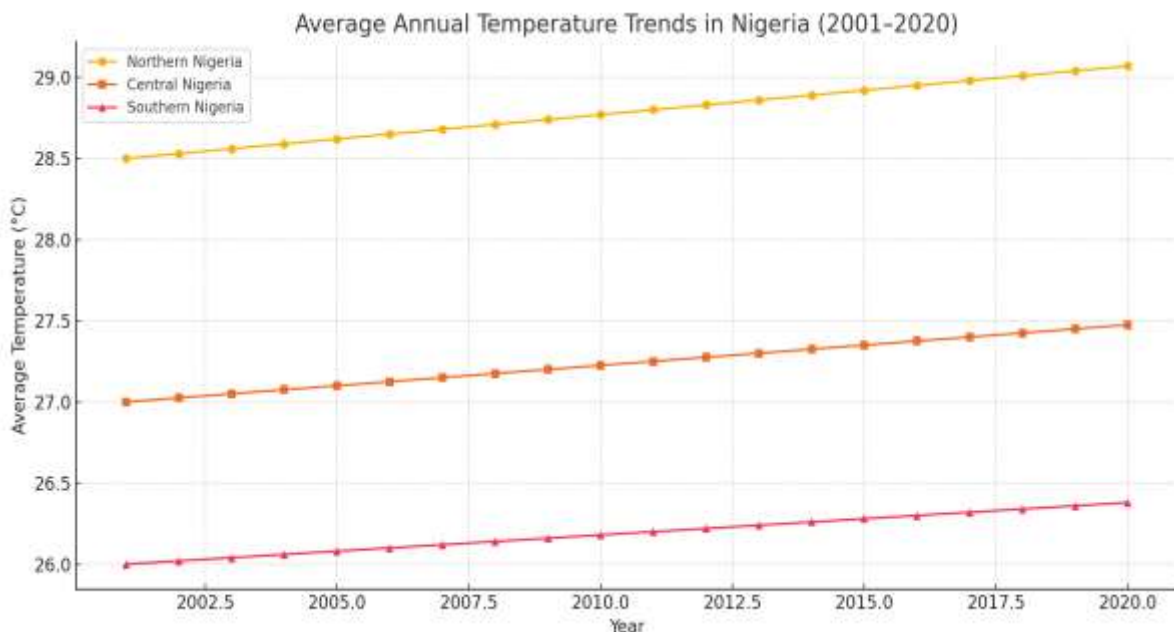 Average Annual Temperature Trends in Nigeria (2001–2020)
Northern Nigeria
Central Nigeria
Southern Nigeria
Average Temperature (°C)
29.0
28.5
28.0
27.5
27.0
26.5
26.0
2002.5 2005.0 2007.5 2010.0 2012.5 2015.0 2017.5 2020.0
Year